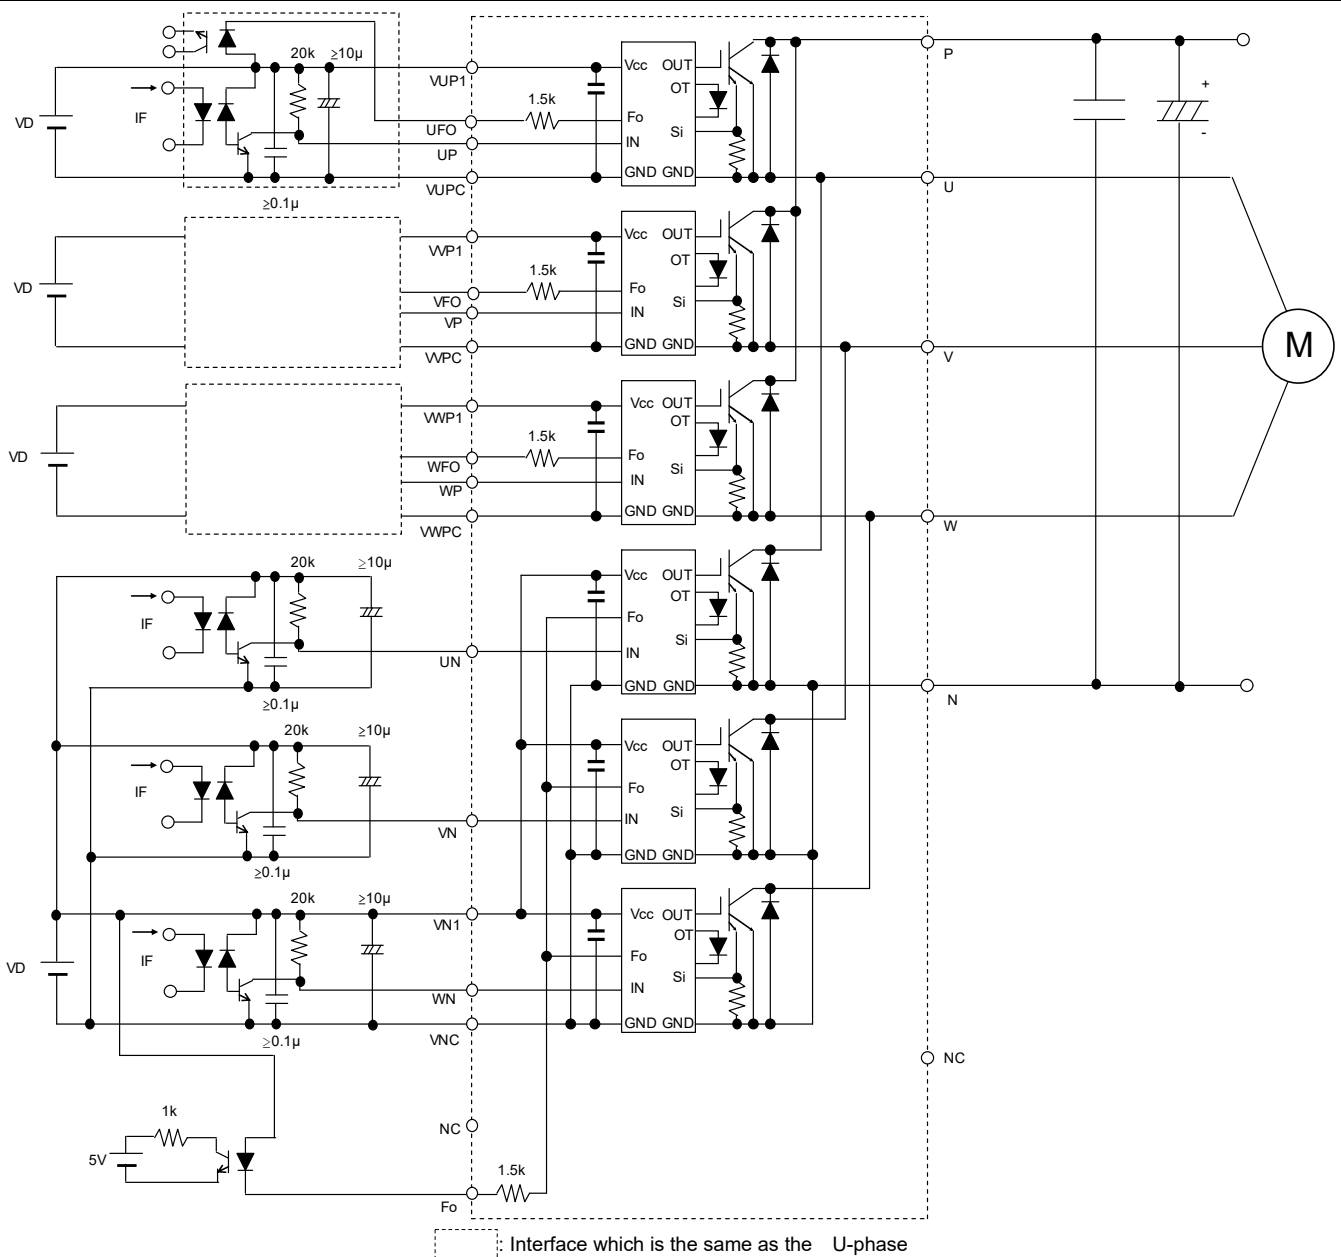 20k
≥10µ
VD
IF
≥0.1µ
VUP1
UFO
UP
VUPC
1.5k
Vcc OUT
OT
Fo
Si
IN
GND GND
P
U
+
-
VD
VVP1
VFO
VP
VVPC
1.5k
Vcc OUT
OT
Fo
Si
IN
GND GND
V
M
VD
VWP1
WFO
WP
VWPC
1.5k
Vcc OUT
OT
Fo
Si
IN
GND GND
W
20k
≥10µ
IF
≥0.1µ
UN
Vcc OUT
OT
Fo
Si
IN
GND GND
N
20k
≥10µ
IF
≥0.1µ
VN
Vcc OUT
OT
Fo
Si
IN
GND GND
20k
≥10µ
VD
IF
≥0.1µ
VN1
WN
VNC
Vcc OUT
OT
Fo
Si
IN
GND GND
NC
1k
5V
NC
1.5k
Fo
: Interface which is the same as the U-phase